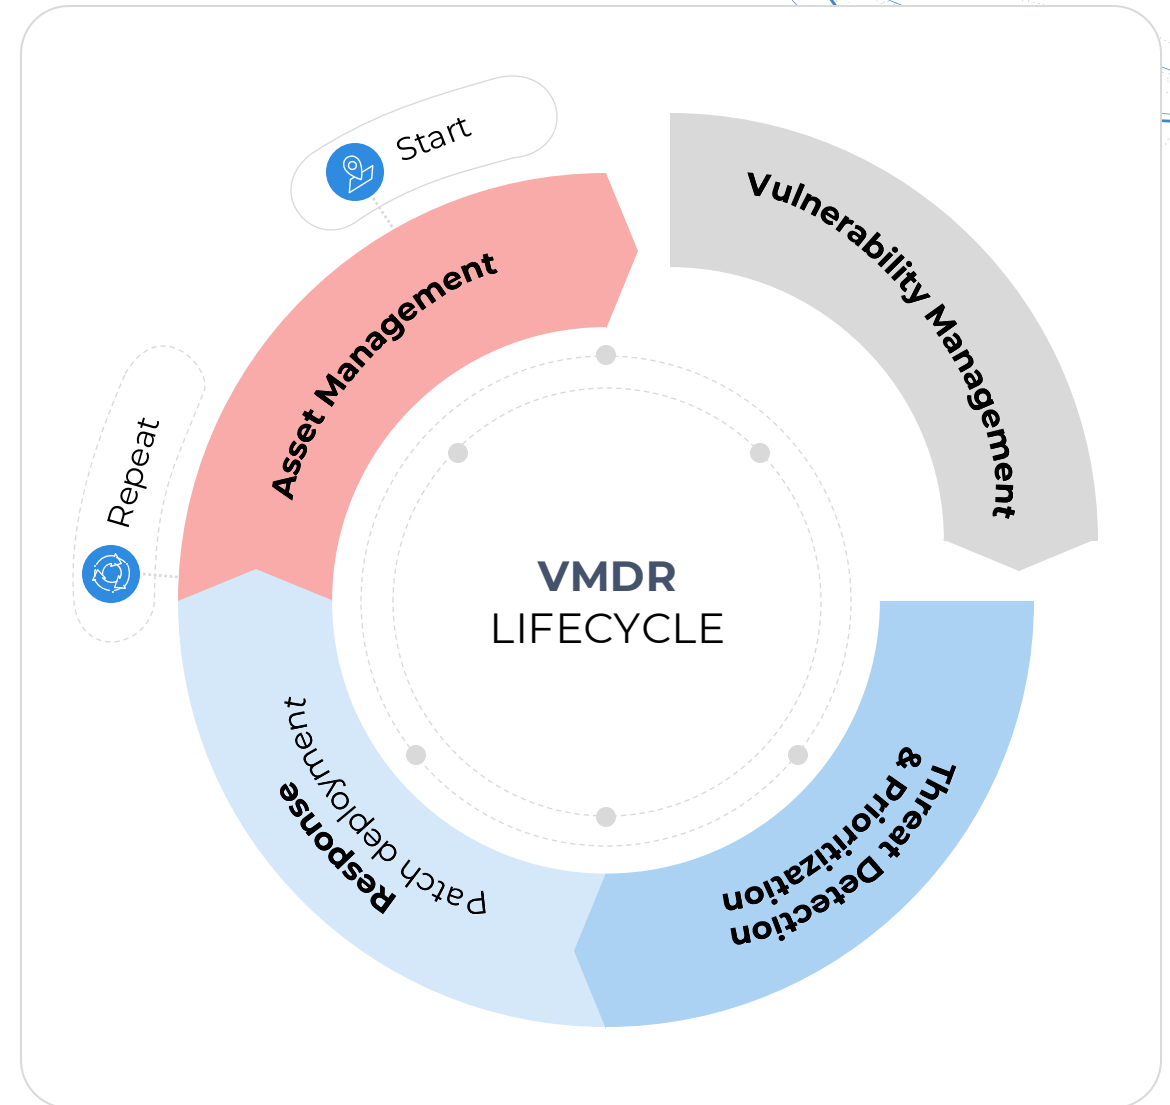 Start
Asset Management
Vulnerability Management
Threat Detection
& Prioritization
Response
Patch deployment
Repeat
VMDR
LIFECYCLE